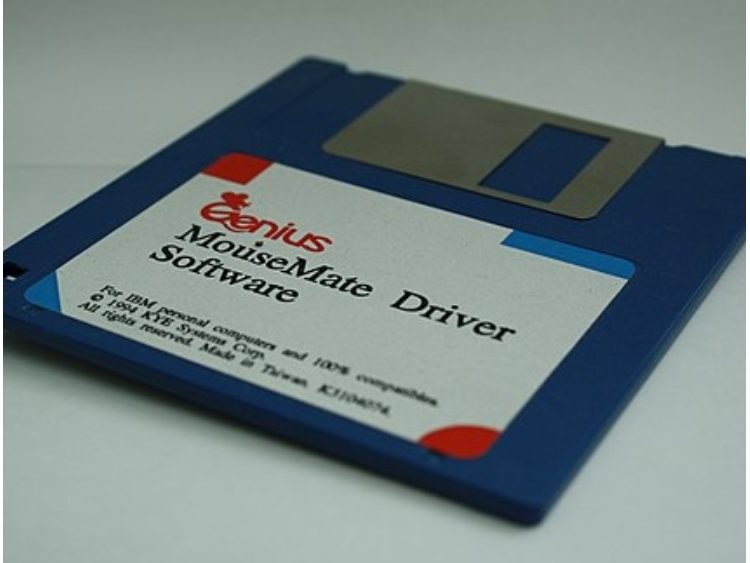 Genius
MouseMate Driver
Software
For IBM personal computers and 100% compatibles.
© 1994 KYE Systems Corp.
All rights reserved. Made in Taiwan.